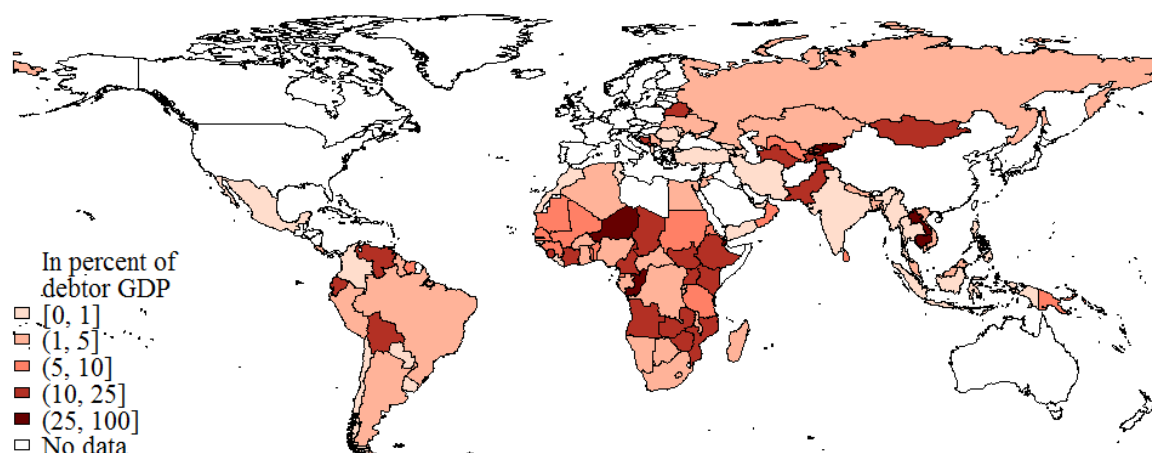 In percent of
debtor GDP
[0, 1]
(1, 5]
(5, 10]
(10, 25]
(25, 100]
No data